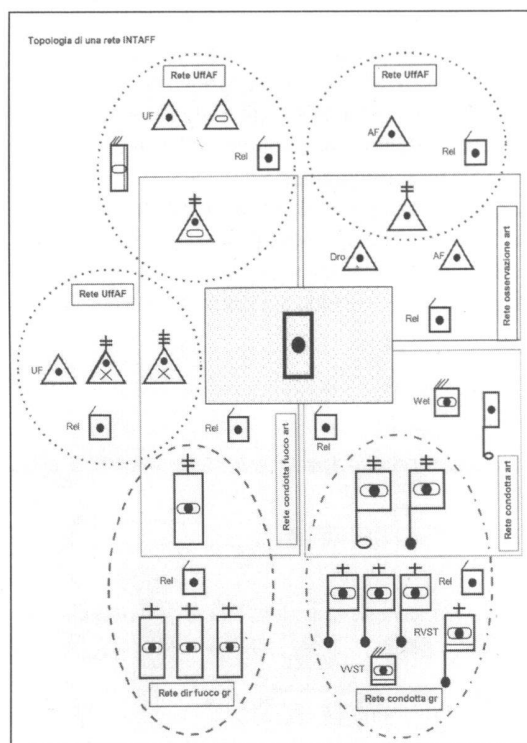 Topologia di una rete INTAFF
Rete UffAF
Rete UffAF
UF
Rel
AF
Rel
Dro
AF
Rel
Rete osservazione art
Rete UffAF
UF
Rel
Rel
Rel
Wel
Rete condotta fuoco art
Rete condotta art
Rel
Rel
RVST
VVST
Rete dir fuoco gr
Rete condotta gr